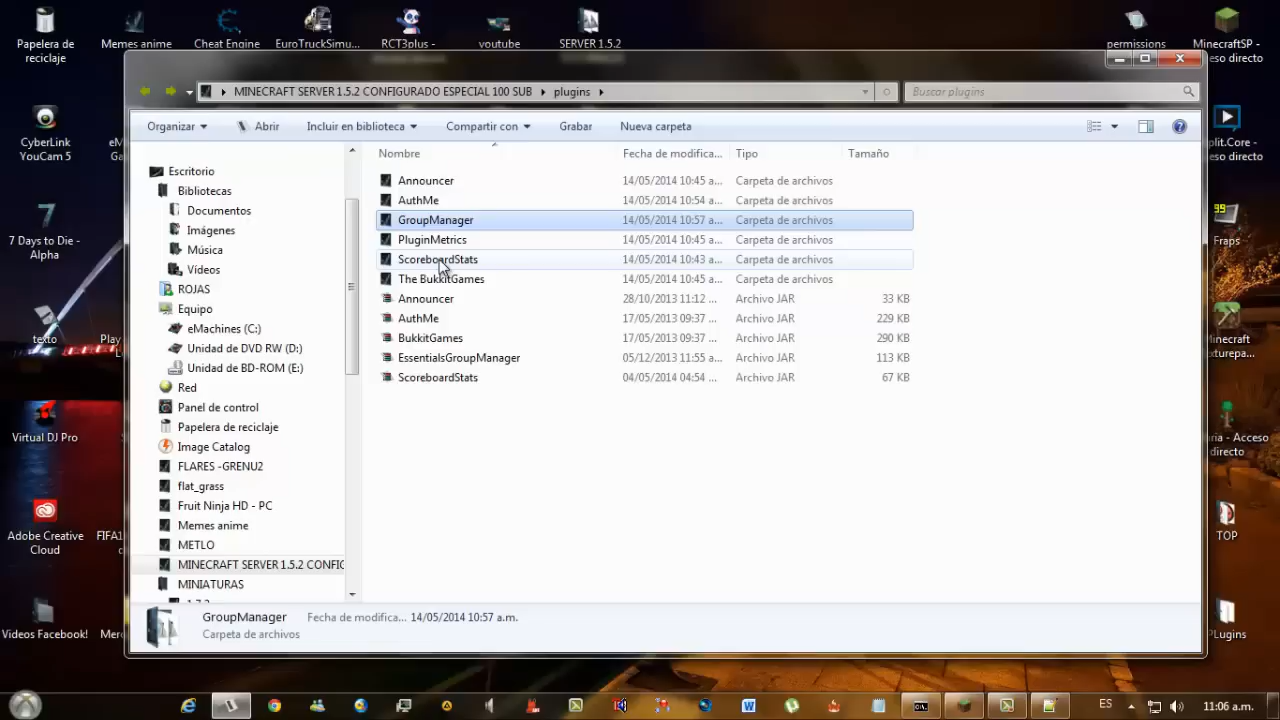 Papelera de
reciclaje
Memes anime
Cheat Engine
EuroTruckSimu...
RCT3plus -
youtube
SERVER 1.5.2
permissions
MinecraftSP -
eso directo
MINECRAFT SERVER 1.5.2 CONFIGURADO ESPECIAL 100 SUB
plugins
Buscar plugins
Organizar
Abrir
Incluir en biblioteca
Compartir con
Grabar
Nueva carpeta
Nombre
Fecha de modifica...
Tipo
Tamaño
Announcer 14/05/2014 10:45 a... Carpeta de archivos
AuthMe 14/05/2014 10:54 a... Carpeta de archivos
GroupManager 14/05/2014 10:57 a... Carpeta de archivos
PluginMetrics 14/05/2014 10:45 a... Carpeta de archivos
ScoreboardStats 14/05/2014 10:43 a... Carpeta de archivos
The BukkitGames 14/05/2014 10:45 a... Carpeta de archivos
Announcer 28/10/2013 11:12 ... Archivo JAR 33 KB
AuthMe 17/05/2013 09:37 ... Archivo JAR 229 KB
BukkitGames 17/05/2013 09:37 ... Archivo JAR 290 KB
EssentialsGroupManager 05/12/2013 11:55 ... Archivo JAR 113 KB
ScoreboardStats 04/05/2014 04:54 ... Archivo JAR 67 KB
Escritorio
Bibliotecas
Documentos
Imágenes
Música
Vídeos
ROJAS
Equipo
eMachines (C:)
Unidad de DVD RW (D:)
Unidad de BD-ROM (E:)
Red
Panel de control
Papelera de reciclaje
Image Catalog
FLARES -GRENU2
flat_grass
Fruit Ninja HD - PC
Memes anime
METLO
MINECRAFT SERVER 1.5.2 CONFIG
MINIATURAS
GroupManager
Fecha de modifica... 14/05/2014 10:57 a.m.
Carpeta de archivos
CyberLink
YouCam 5
7 Days to Die -
Alpha
texto
Virtual DJ Pro
Adobe Creative
Cloud
FIFA1
Videos Facebook!
Merc
plit.Core -
eso directo
99
Fraps
Minecraft
exturepa...
aria - Acceso
directo
TOP
PLugins
ES
11:06 a.m.